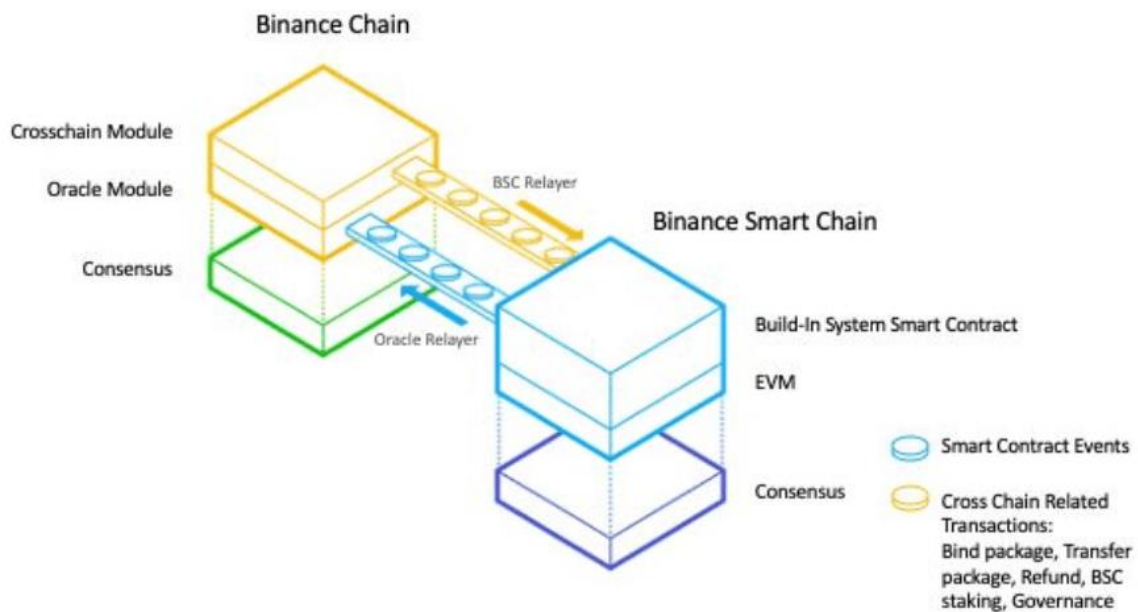 Binance Chain
Crosschain Module
Oracle Module
Consensus
BSC Relayer
Oracle Relayer
Binance Smart Chain
Build-In System Smart Contract
EVM
Consensus
Smart Contract Events
Cross Chain Related
Transactions:
Bind package, Transfer
package, Refund, BSC
staking, Governance